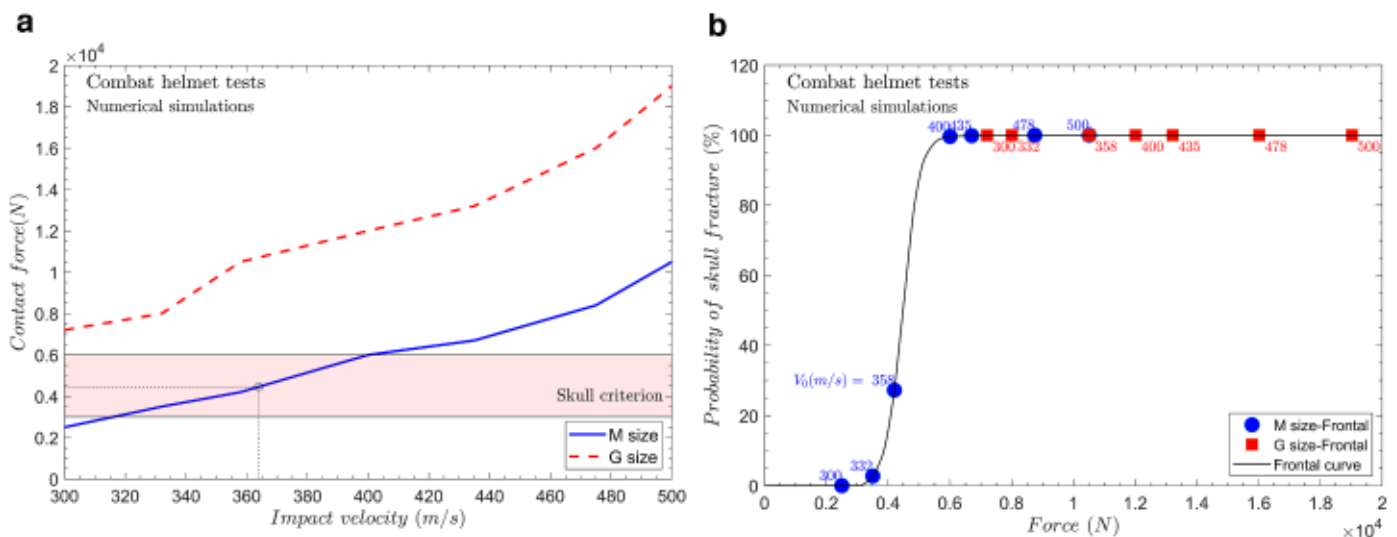 a
×10⁴
Combat helmet tests
Numerical simulations
2
1.8
1.6
1.4
1.2
1
0.8
0.6
0.4
0.2
0
Contact force(N)
Skull criterion
M size
G size
300 320 340 360 380 400 420 440 460 480 500
Impact velocity (m/s)
b
Combat helmet tests
Numerical simulations
120
100
80
60
40
20
0
Probability of skull fracture (%)
400 435 478 500
300 332 358 400 435 478 500
V₀(m/s) = 358
332
300
M size-Frontal
G size-Frontal
Frontal curve
0 0.2 0.4 0.6 0.8 1 1.2 1.4 1.6 1.8 2
×10⁴
Force (N)